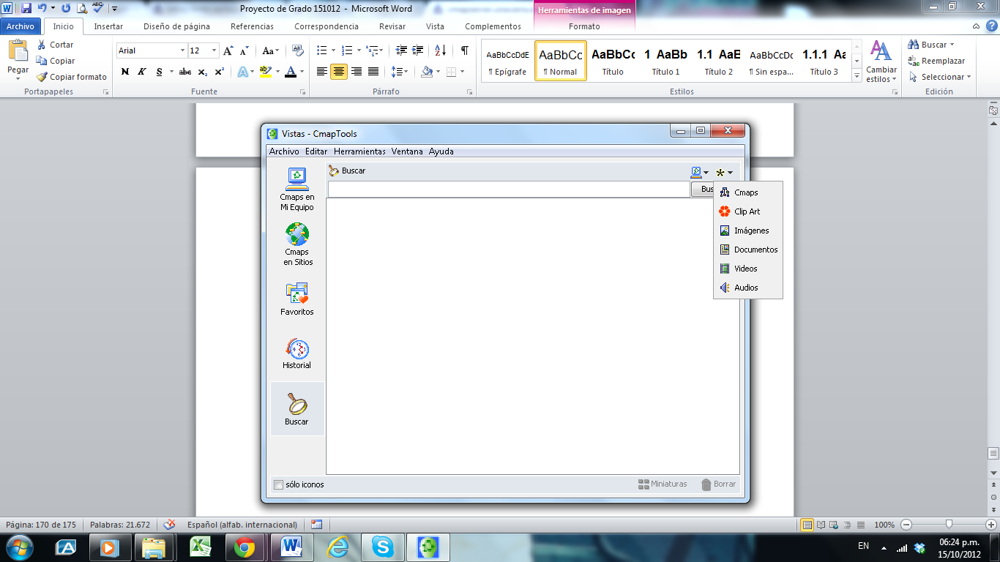 Proyecto de Grado 151012 - Microsoft Word
Herramientas de imagen
Archivo Inicio Insertar Diseño de página Referencias Correspondencia Revisar Vista Complementos Formato
Pegar
Cortar
Copiar
Copiar formato
Portapapeles
Arial 12
Fuente
Párrafo
AaBbCcDdE AaBbCc AaBbCc 1 AaBb 1.1 AaB AaBbCcDc 1.1.1 Aa
¶ Epígrafe ¶ Normal Título Título 1 Título 2 ¶ Sin espa... Título 3
Estilos
Cambiar
estilos
Buscar
Reemplazar
Seleccionar
Edición
Vistas - CmapTools
Archivo Editar Herramientas Ventana Ayuda
Cmaps en
Mi Equipo
Cmaps
en Sitios
Favoritos
Historial
Buscar
Buscar
Bus
Cmaps
Clip Art
Imágenes
Documentos
Videos
Audios
sólo iconos
Miniaturas
Borrar
Página: 170 de 175 Palabras: 21.672 Español (alfab. internacional) 100%
EN
06:24 p.m.
15/10/2012